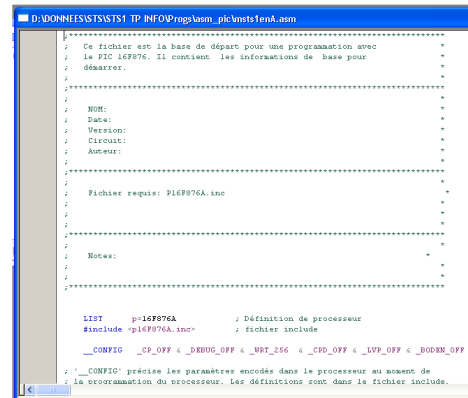 D:\DONNEES\STS\STS1 TP INFO\Progs\asm_pic\msts1enA.asm
;*****************************************************************************
; Ce fichier est la base de départ pour une programmation avec *
; le PIC 16F876. Il contient les informations de base pour *
; démarrer. *
; *
;*****************************************************************************
; *
; NOM: *
; Date: *
; Version: *
; Circuit: *
; Auteur: *
; *
;*****************************************************************************
; *
; Fichier requis: P16F876A.inc *
; *
; *
; *
;*****************************************************************************
; *
; Notes: *
; *
; *
;*****************************************************************************
LIST p=16F876A ; Définition de processeur
#include <p16F876A.inc> ; fichier include
__CONFIG _CP_OFF & _DEBUG_OFF & _WRT_256 & _CPD_OFF & _LVP_OFF & _BODEN_OFF
; '__CONFIG' précise les paramètres encodés dans le processeur au moment de
; la programmation du processeur. Les définitions sont dans le fichier include.